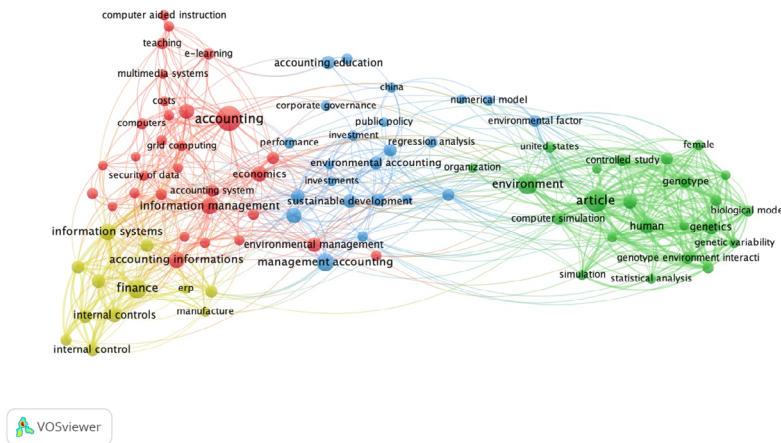 computer aided instruction
teaching
e-learning
accounting education
multimedia systems
china
costs
corporate governance
numerical model
accounting
computers
public policy
environmental factor
investment
grid computing
performance
regression analysis
united states
female
environmental accounting
controlled study
security of data
economics
organization
accounting system
investments
environment
genotype
information management
sustainable development
article
biological mode
computer simulation
human
genetics
information systems
environmental management
genetic variability
accounting informations
management accounting
genotype environment interacti
simulation
statistical analysis
finance
erp
internal controls
manufacture
internal control
VOSviewer